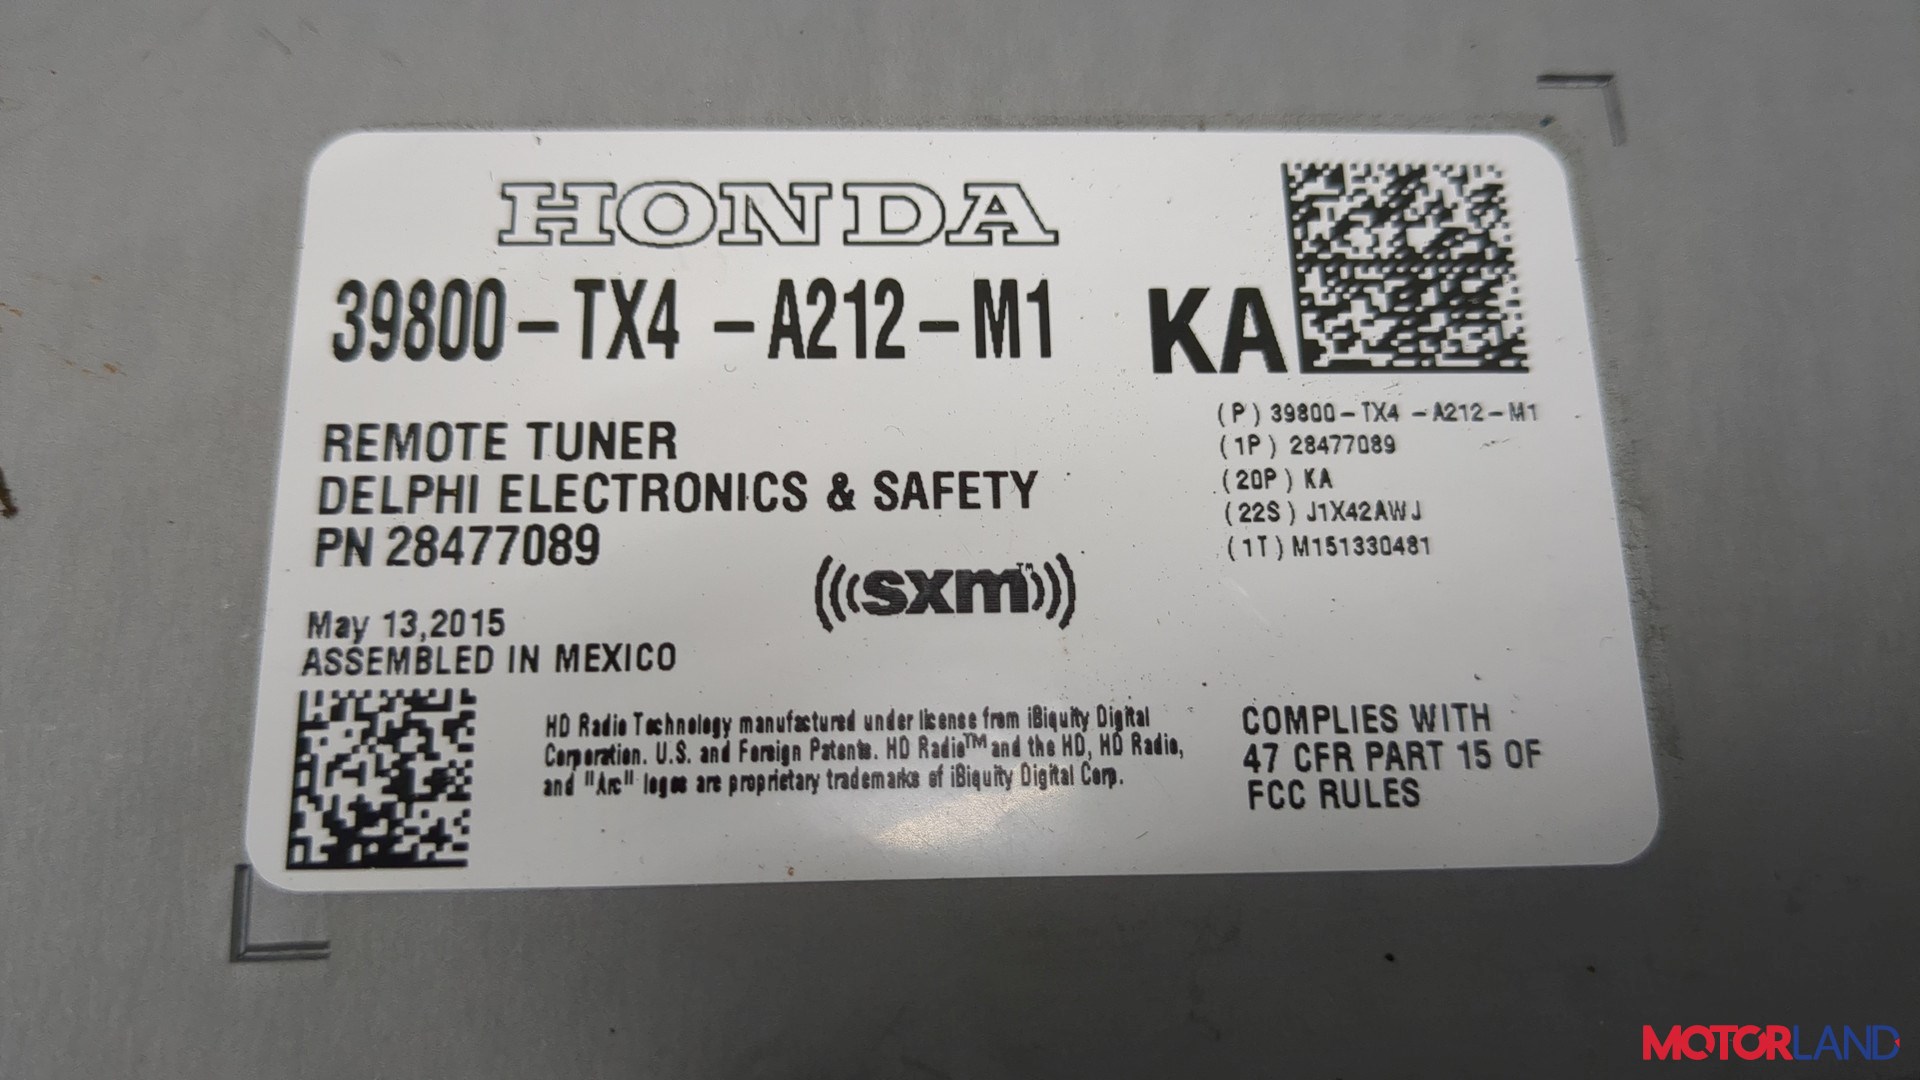 HONDA
39800-TX4 -A212-M1 KA
REMOTE TUNER
DELPHI ELECTRONICS & SAFETY
PN 28477089
(P) 39800-TX4 -A212-M1
(1P) 28477089
(20P) KA
(22S) J1X42AWJ
(1T) M151330481
(((sxm™)))
May 13,2015
ASSEMBLED IN MEXICO
HD Radio Technology manufactured under license from iBiquity Digital
Corporation. U.S. and Foreign Patents. HD Radio™ and the HD, HD Radio,
and "Arc" logos are proprietary trademarks of iBiquity Digital Corp.
COMPLIES WITH
47 CFR PART 15 OF
FCC RULES
MOTORLAND